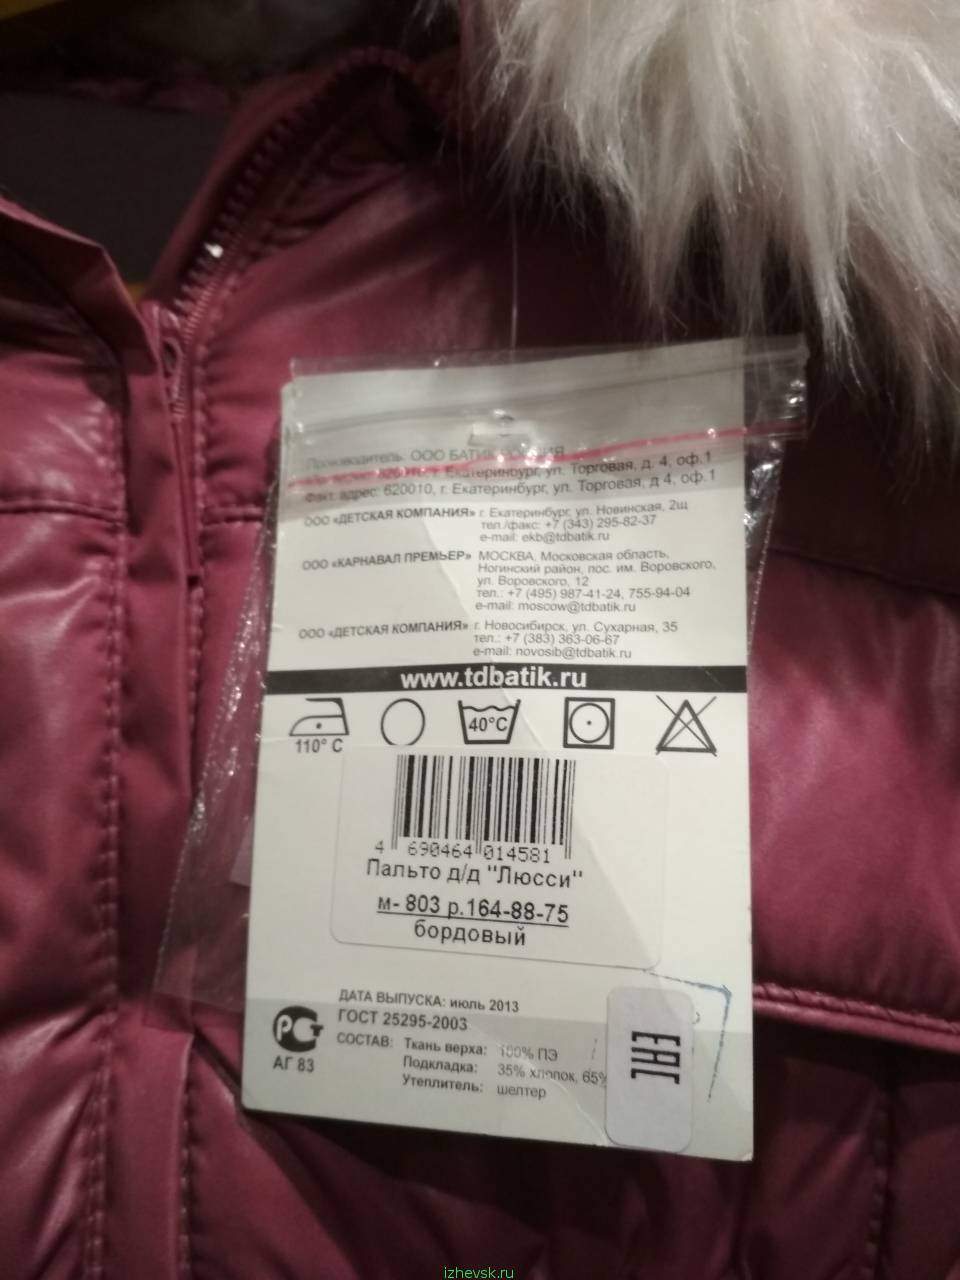 Производитель: ООО БАТИК
г. Екатеринбург, ул. Торговая, д. 4, оф.1
Факт. адрес: 620010, г. Екатеринбург, ул. Торговая, д 4, оф.1
ООО «ДЕТСКАЯ КОМПАНИЯ» г. Екатеринбург, ул. Новинская, 2щ
тел./факс: +7 (343) 295-82-37
e-mail: ekb@tdbatik.ru
ООО «КАРНАВАЛ ПРЕМЬЕР» МОСКВА, Московская область,
Ногинский район, пос. им. Воровского,
ул. Воровского, 12
тел.: +7 (495) 987-41-24, 755-94-04
e-mail: moscow@tdbatik.ru
ООО «ДЕТСКАЯ КОМПАНИЯ» г. Новосибирск, ул. Сухарная, 35
тел.: +7 (383) 363-06-67
e-mail: novosib@tdbatik.ru
www.tdbatik.ru
40°C
110° C
4 690464 014581
Пальто д/д "Люсси"
м- 803 р.164-88-75
бордовый
ДАТА ВЫПУСКА: июль 2013
ГОСТ 25295-2003
АГ 83
СОСТАВ: Ткань верха: 100% ПЭ
Подкладка: 35% хлопок, 65%
Утеплитель: шелтер
EAC
izhevsk.ru